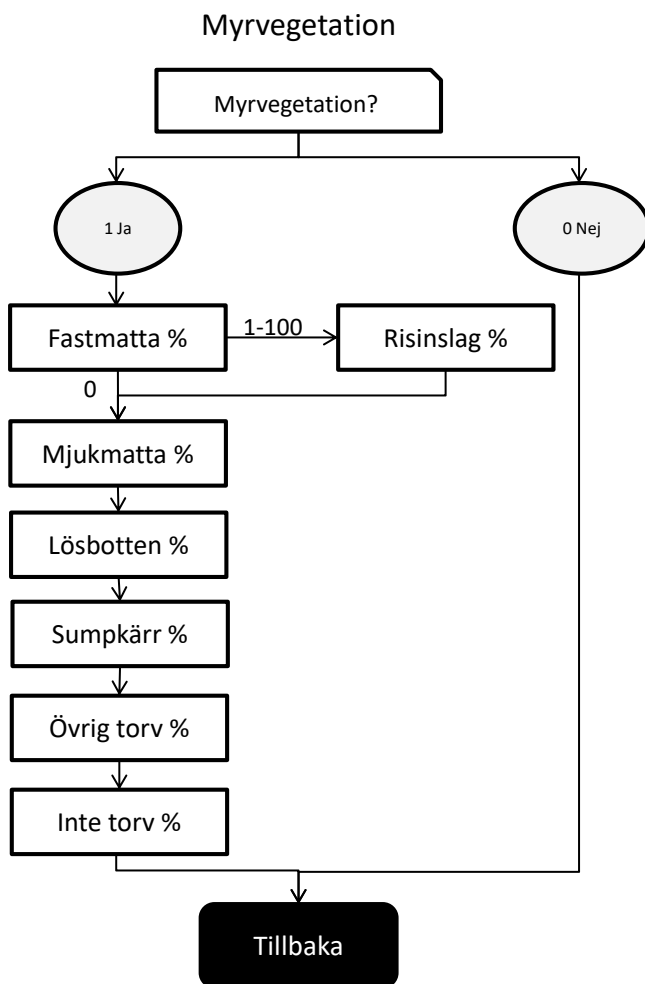 Myrvegetation
Myrvegetation?
1 Ja
0 Nej
Fastmatta %
1-100
Risinslag %
0
Mjukmatta %
Lösbotten %
Sumpkärr %
Övrig torv %
Inte torv %
Tillbaka